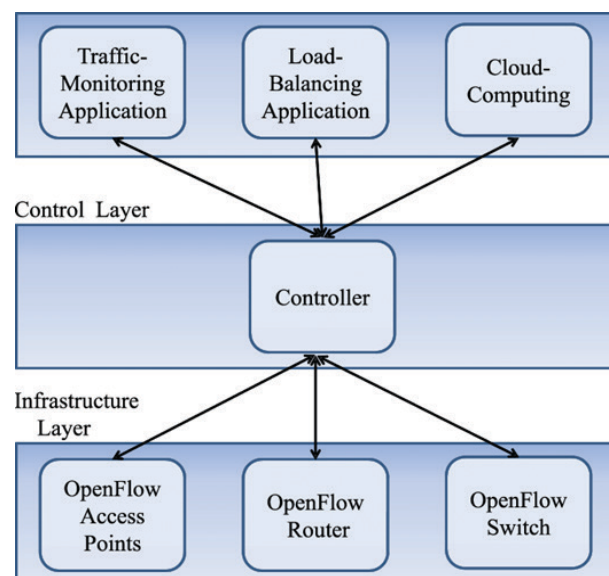 Traffic-
Monitoring
Application
Load-
Balancing
Application
Cloud-
Computing
Control Layer
Controller
Infrastructure
Layer
OpenFlow
Access
Points
OpenFlow
Router
OpenFlow
Switch